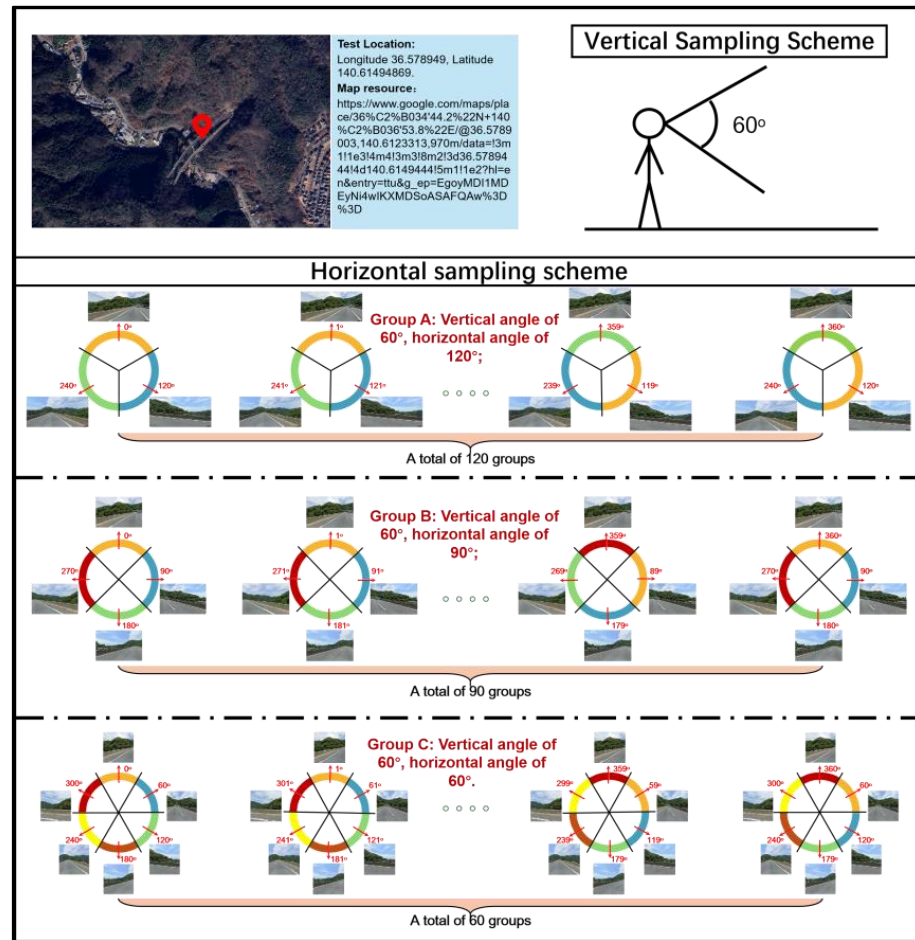 Test Location:
Longitude 36.578949, Latitude
140.61494869.
Map resource:
https://www.google.com/maps/pla
ce/36%C2%B034'44.2%22N+140
%C2%B036'53.8%22E/@36.5789
003,140.6123313,970m/data=!3m
1!1e3!4m4!3m3!8m2!3d36.57894
44!4d140.6149444!5m1!1e2?hl=e
n&entry=ttu&g_ep=EgoyMDI1MD
EyNi4wIKXMDSoASAFQAw%3D
%3D
Vertical Sampling Scheme
60°
Horizontal sampling scheme
Group A: Vertical angle of
60°, horizontal angle of
120°;
0°
240°
120°
1°
241°
121°
359°
239°
119°
360°
240°
120°
A total of 120 groups
Group B: Vertical angle of
60°, horizontal angle of
90°;
0°
270°
90°
180°
1°
271°
91°
181°
359°
269°
89°
179°
360°
270°
90°
180°
A total of 90 groups
Group C: Vertical angle of
60°, horizontal angle of
60°.
0°
300°
60°
240°
120°
180°
1°
301°
61°
241°
121°
181°
359°
299°
59°
239°
119°
179°
360°
300°
60°
240°
120°
179°
A total of 60 groups